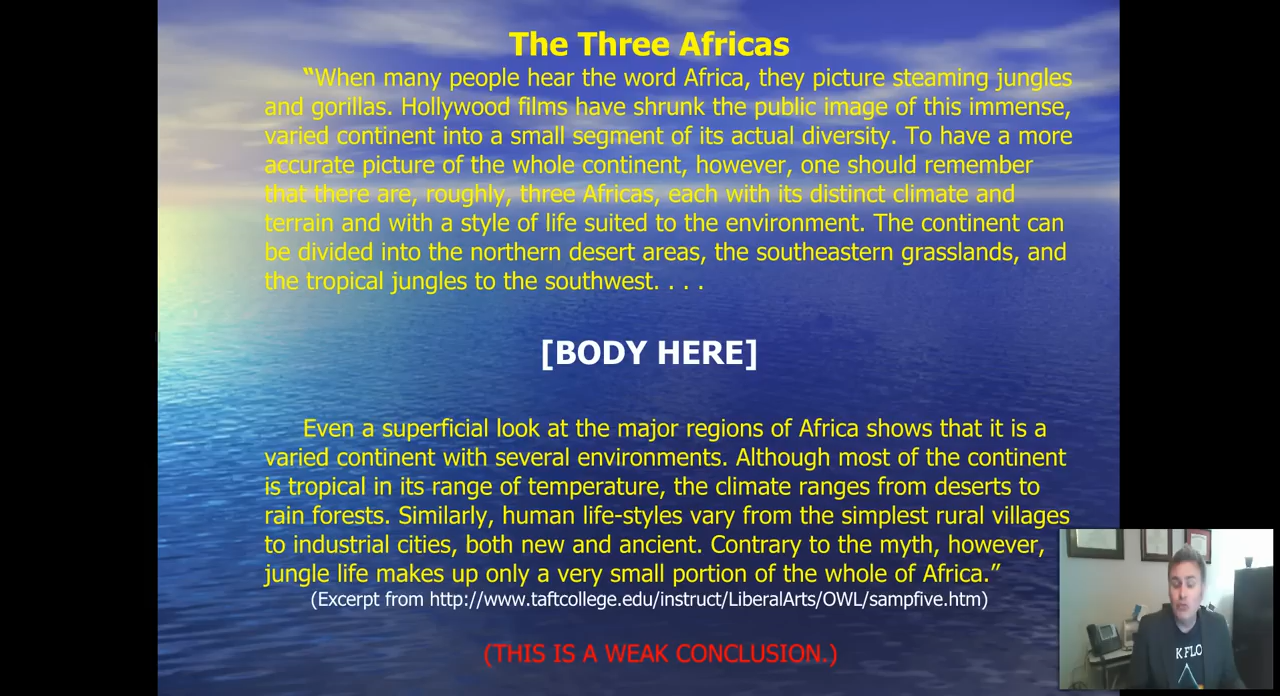 The Three Africas
“When many people hear the word Africa, they picture steaming jungles
and gorillas. Hollywood films have shrunk the public image of this immense,
varied continent into a small segment of its actual diversity. To have a more
accurate picture of the whole continent, however, one should remember
that there are, roughly, three Africas, each with its distinct climate and
terrain and with a style of life suited to the environment. The continent can
be divided into the northern desert areas, the southeastern grasslands, and
the tropical jungles to the southwest. . . .
[BODY HERE]
Even a superficial look at the major regions of Africa shows that it is a
varied continent with several environments. Although most of the continent
is tropical in its range of temperature, the climate ranges from deserts to
rain forests. Similarly, human life-styles vary from the simplest rural villages
to industrial cities, both new and ancient. Contrary to the myth, however,
jungle life makes up only a very small portion of the whole of Africa.”
(Excerpt from http://www.taftcollege.edu/instruct/LiberalArts/OWL/sampfive.htm)
(THIS IS A WEAK CONCLUSION.)
K FLO